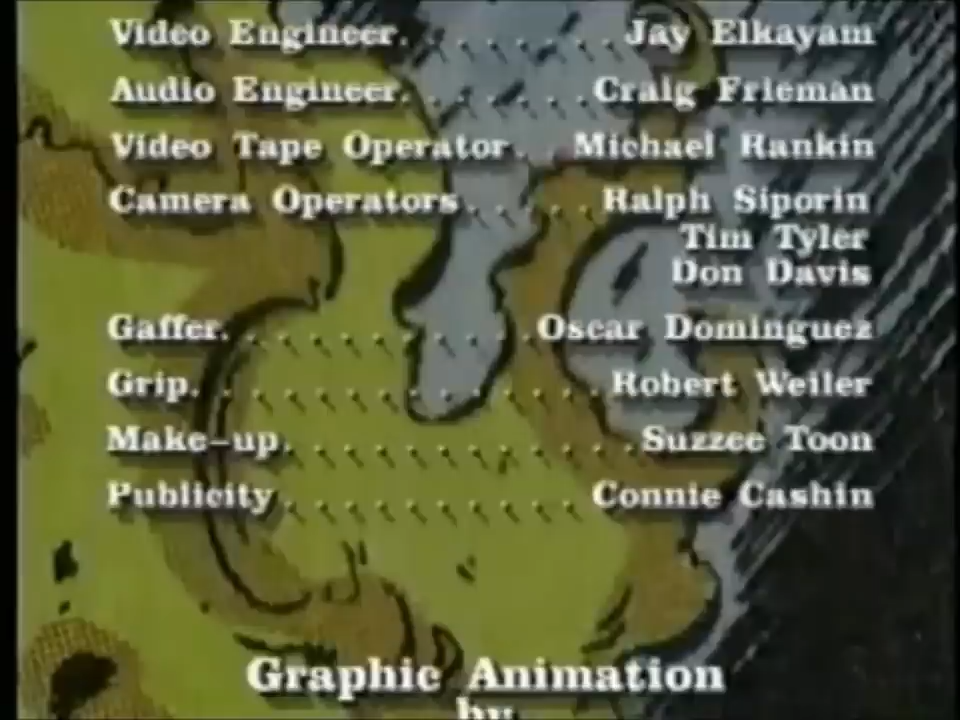 Video Engineer. . . . . . . Jay Elkayam
Audio Engineer. . . . . . . Craig Frieman
Video Tape Operator. . Michael Rankin
Camera Operators. . . . . Ralph Siporin
Tim Tyler
Don Davis
Gaffer. . . . . . . . . . Oscar Dominguez
Grip. . . . . . . . . . . . . Robert Weiler
Make-up. . . . . . . . . . . Suzzee Toon
Publicity. . . . . . . . . . Connie Cashin
Graphic Animation
by